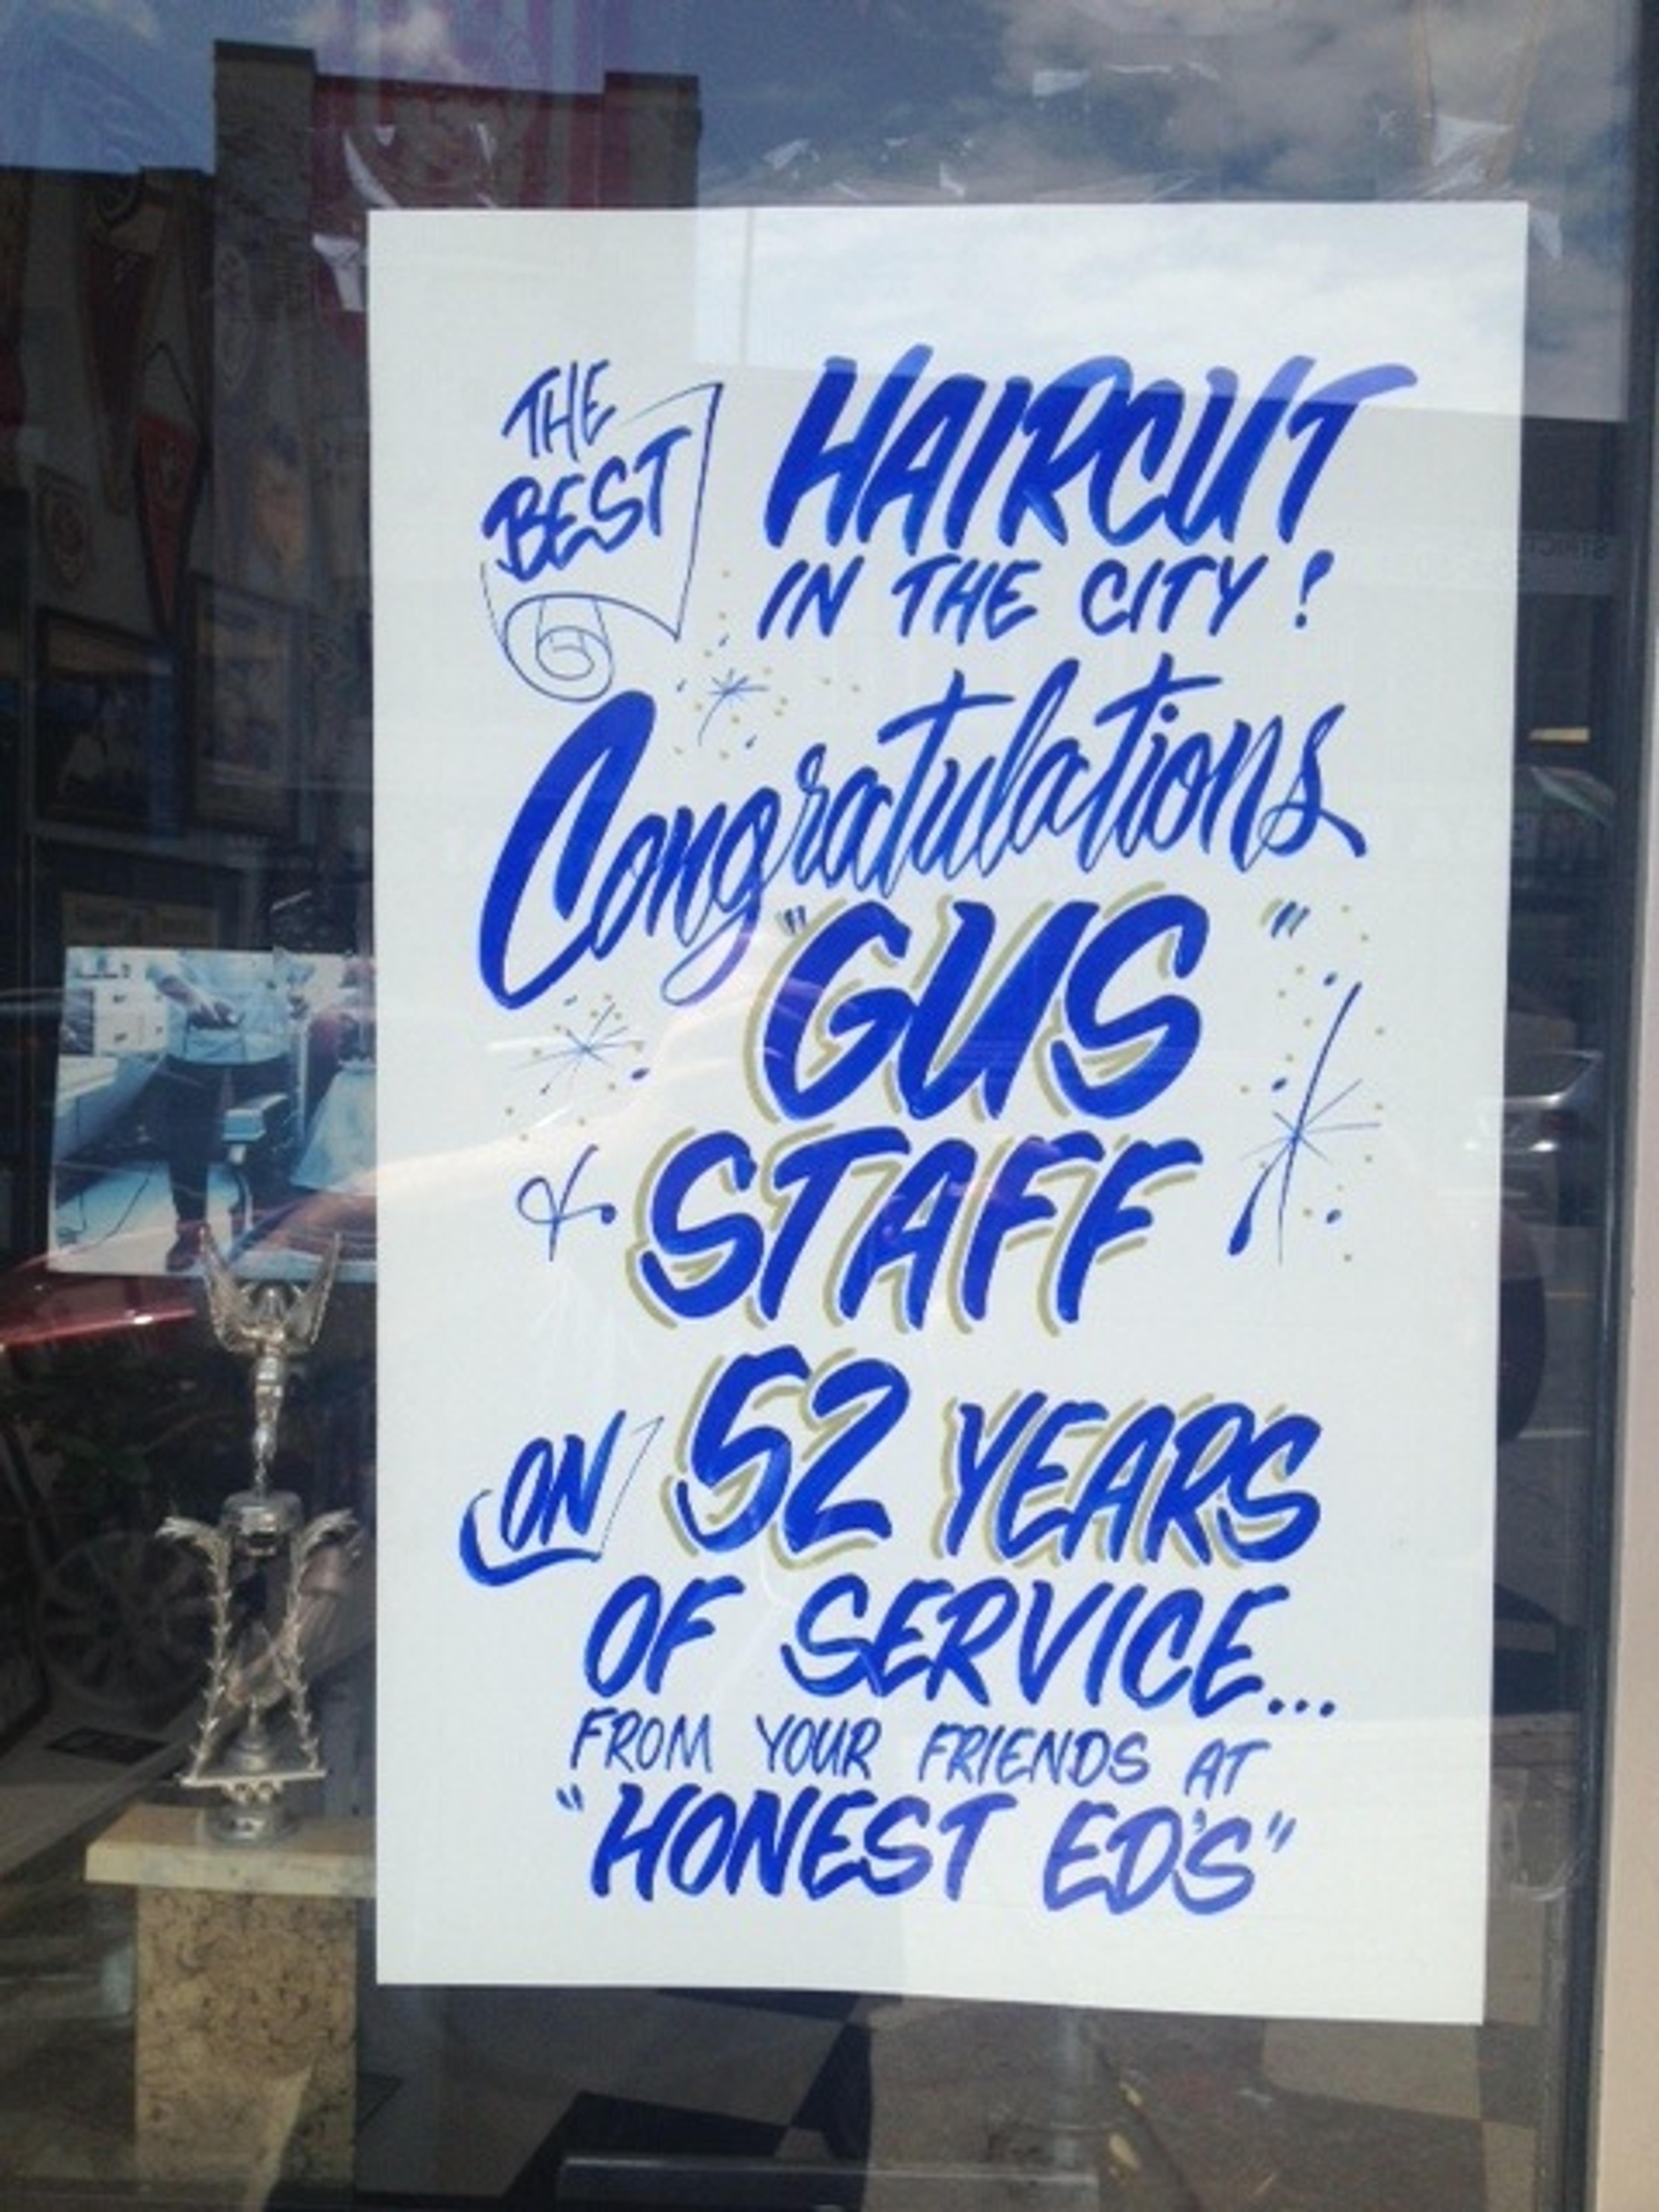 THE
BEST
HAIRCUT
IN THE CITY!
Congratulations
"GUS"
& STAFF
ON 52 YEARS
OF SERVICE...
FROM YOUR FRIENDS AT
"HONEST ED'S"